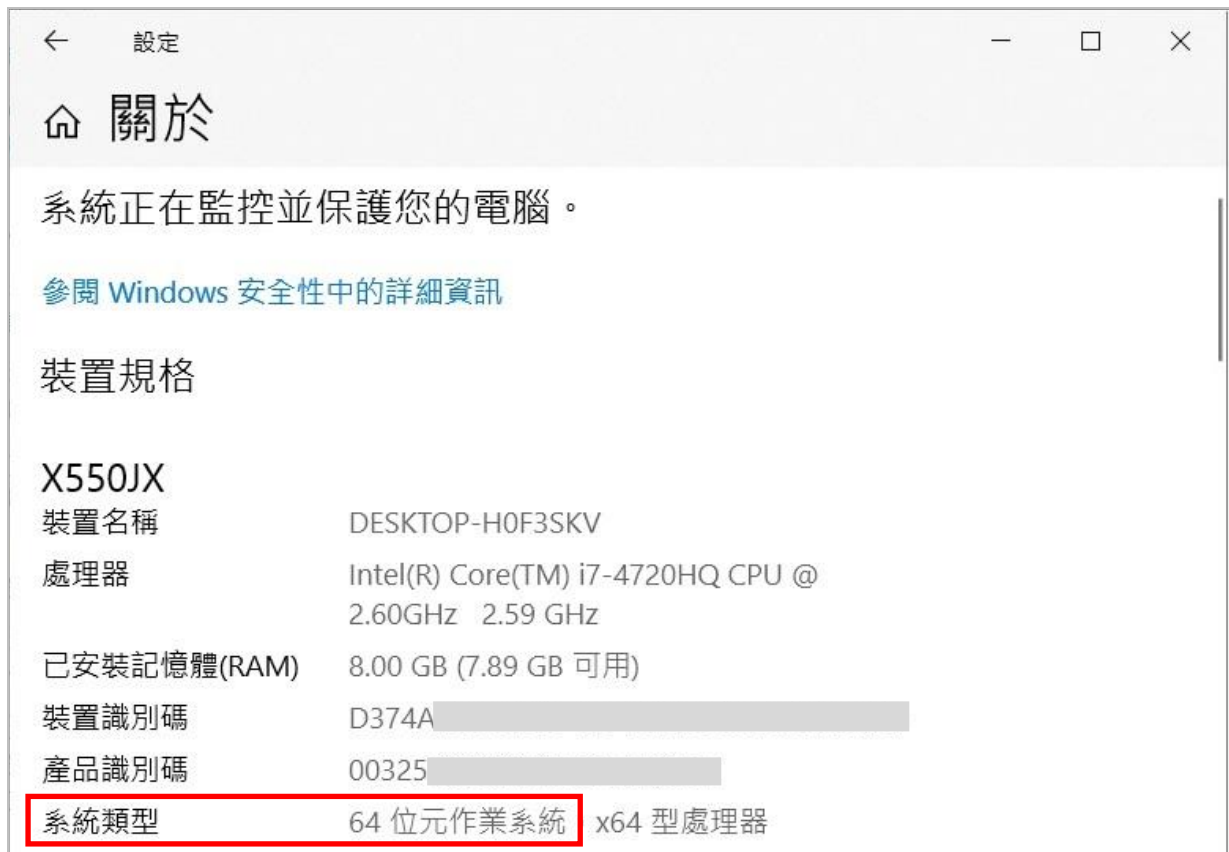 設定
關於
系統正在監控並保護您的電腦。
參閱 Windows 安全性中的詳細資訊
裝置規格
X550JX
裝置名稱 DESKTOP-H0F3SKV
處理器 Intel(R) Core(TM) i7-4720HQ CPU @
2.60GHz 2.59 GHz
已安裝記憶體(RAM) 8.00 GB (7.89 GB 可用)
裝置識別碼 D374A
產品識別碼 00325
系統類型 64 位元作業系統 x64 型處理器